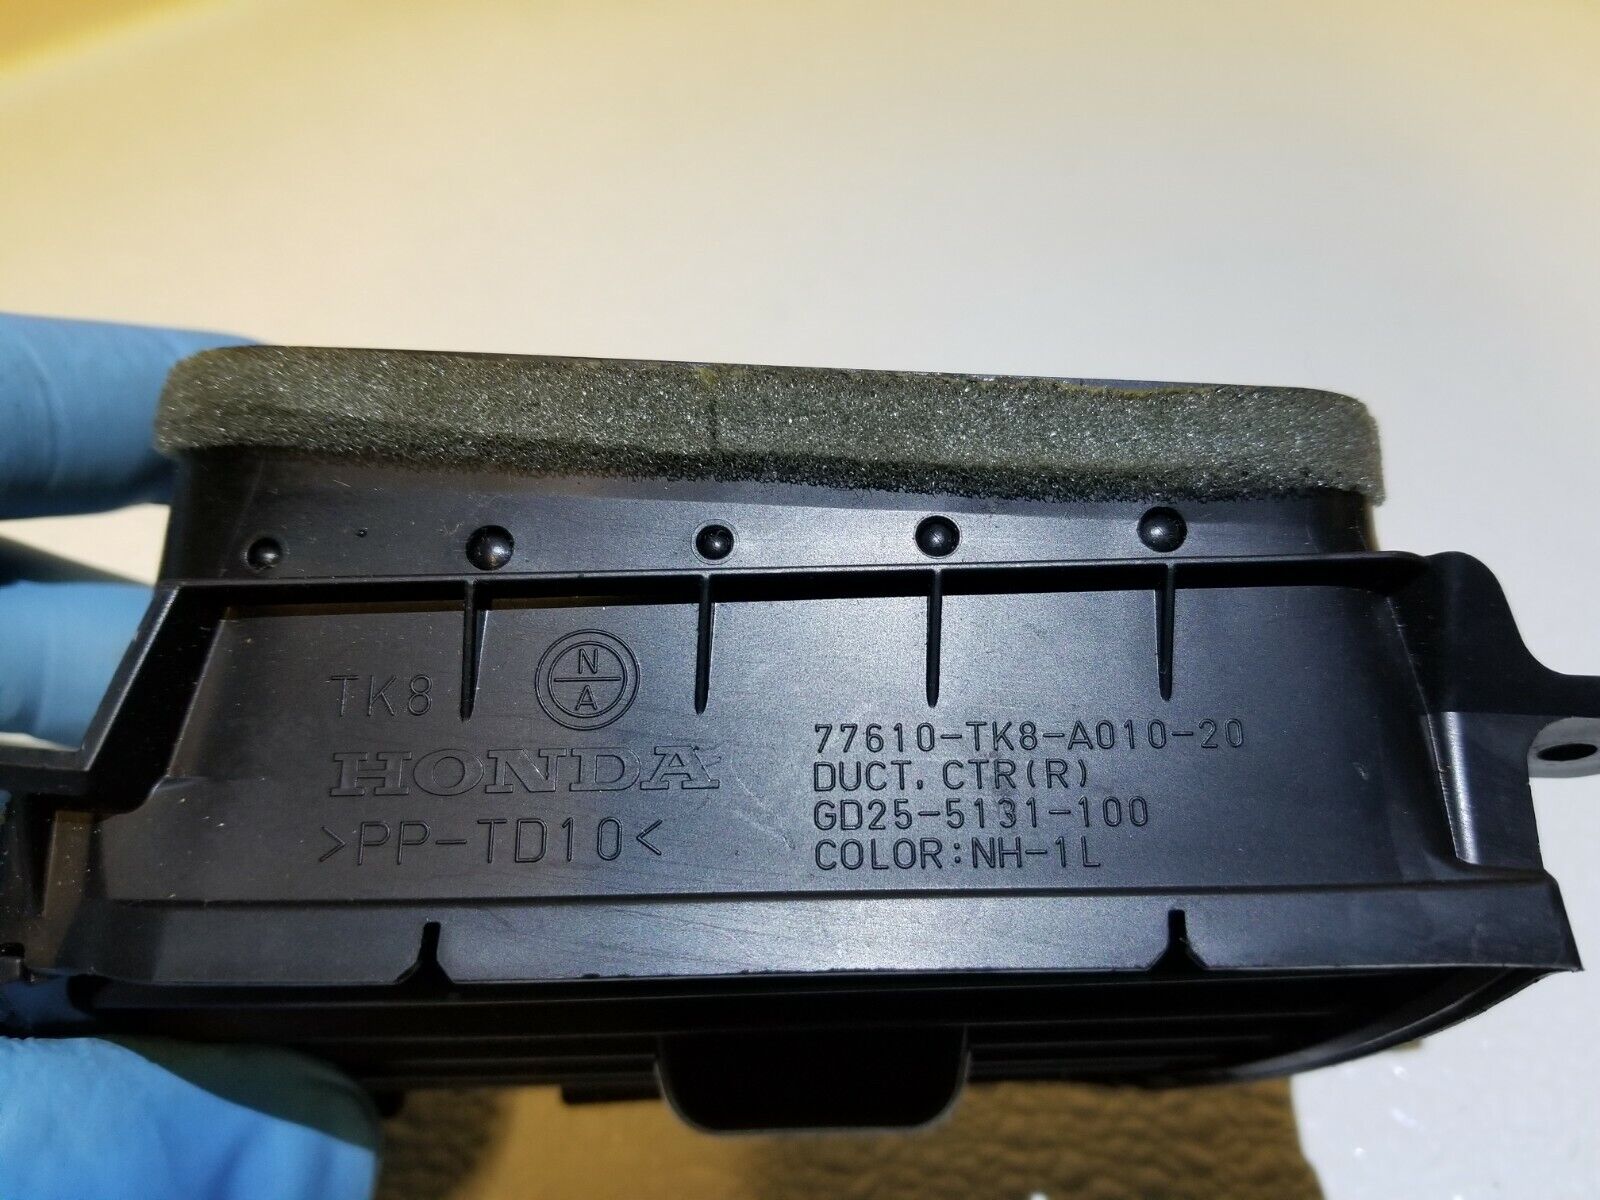 TK8
N
A
HONDA
>PP-TD10<
77610-TK8-A010-20
DUCT, CTR(R)
GD25-5131-100
COLOR:NH-1L